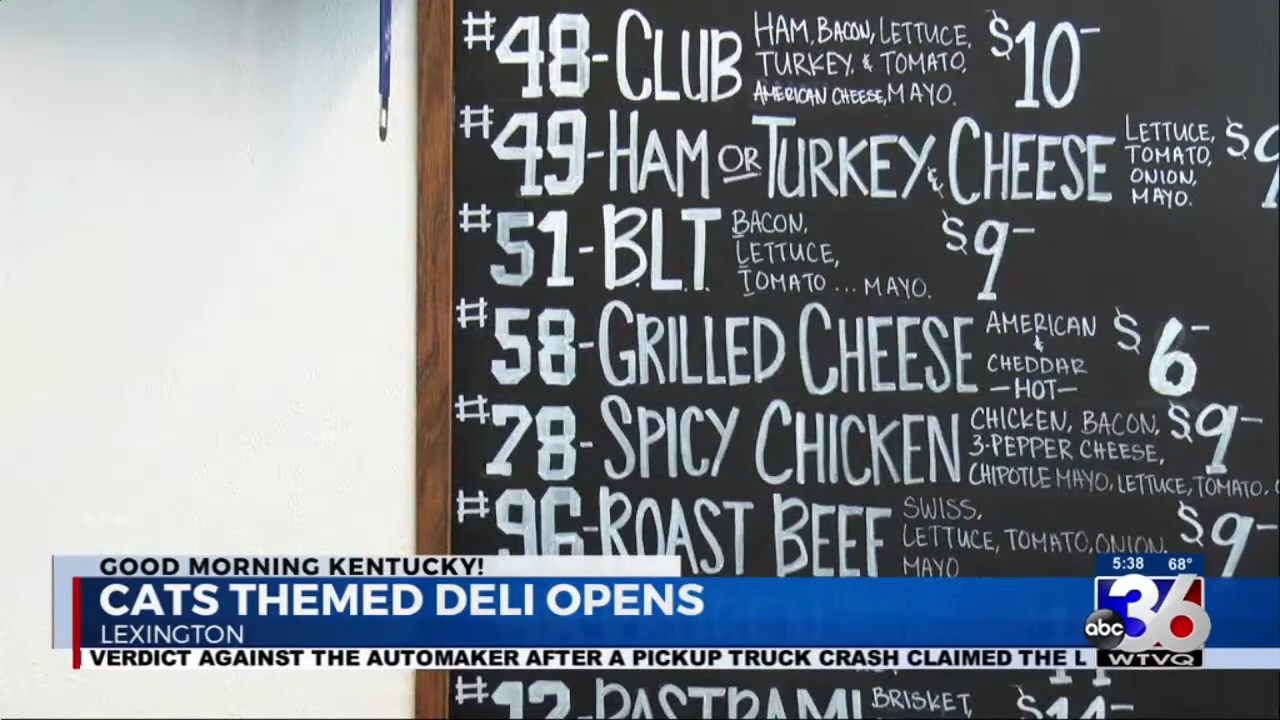 #48-CLUB HAM, BACON, LETTUCE, $10-
TURKEY. & TOMATO,
AMERICAN CHEESE, MAYO.
#49-HAM OR TURKEY & CHEESE LETTUCE, $9
TOMATO,
ONION,
MAYO.
#51-B.L.T. BACON, $9-
LETTUCE,
TOMATO ... MAYO.
#58-GRILLED CHEESE AMERICAN $6-
&
CHEDDAR
-HOT-
#78-SPICY CHICKEN CHICKEN, BACON, $9-
3-PEPPER CHEESE,
CHIPOTLE MAYO, LETTUCE, TOMATO.
#96-ROAST BEEF SWISS, $9-
LETTUCE, TOMATO, ONION,
MAYO
GOOD MORNING KENTUCKY!
CATS THEMED DELI OPENS
LEXINGTON
5:38 68°
abc 36
WTVQ
VERDICT AGAINST THE AUTOMAKER AFTER A PICKUP TRUCK CRASH CLAIMED THE L
PASTRAMI BRISKET,